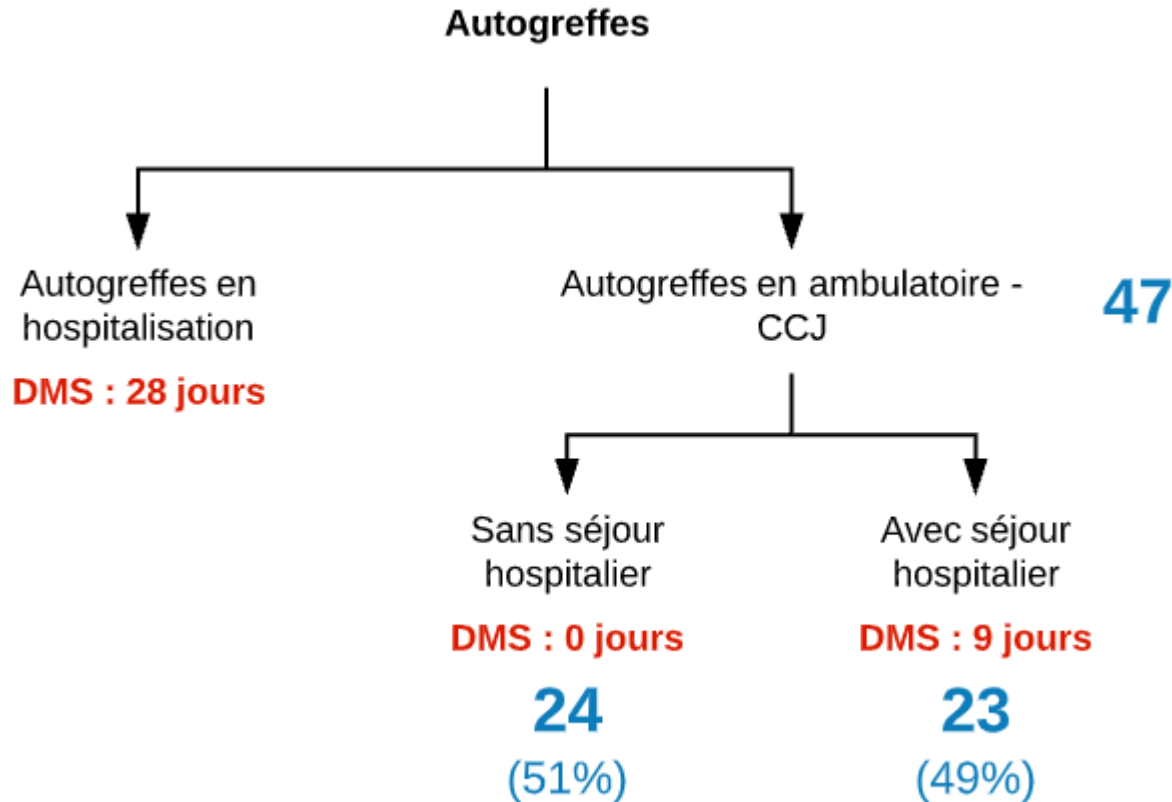 Autogreffes
Autogreffes en
hospitalisation
DMS : 28 jours
Autogreffes en ambulatoire -
CCJ
47
Sans séjour
hospitalier
DMS : 0 jours
24
(51%)
Avec séjour
hospitalier
DMS : 9 jours
23
(49%)